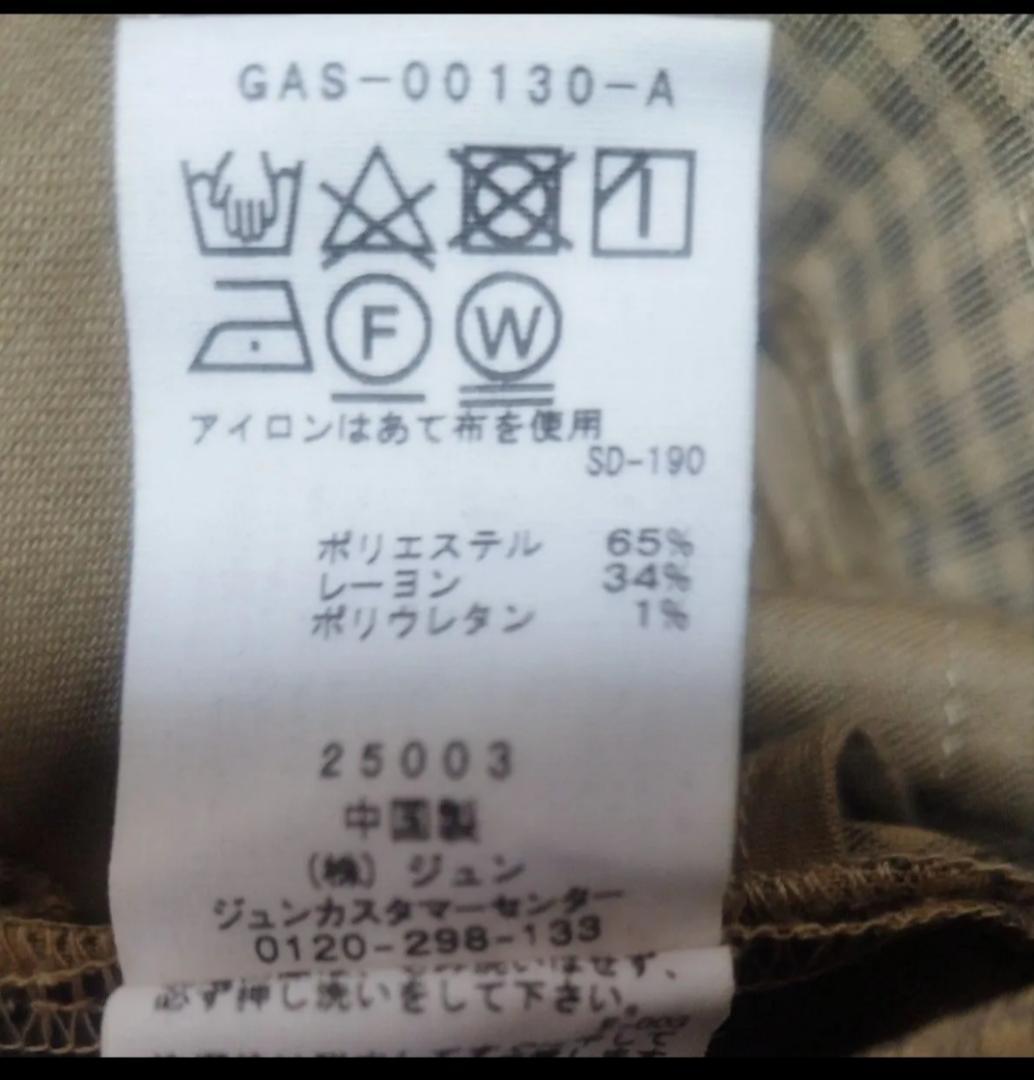 GAS-00130-A
F W
アイロンはあて布を使用
SD-190
ポリエステル 65%
レーヨン 34%
ポリウレタン 1%
25003
中国製
(株) ジュン
ジュンカスタマーセンター
0120-298-133
必ず押し洗いをして下さい。